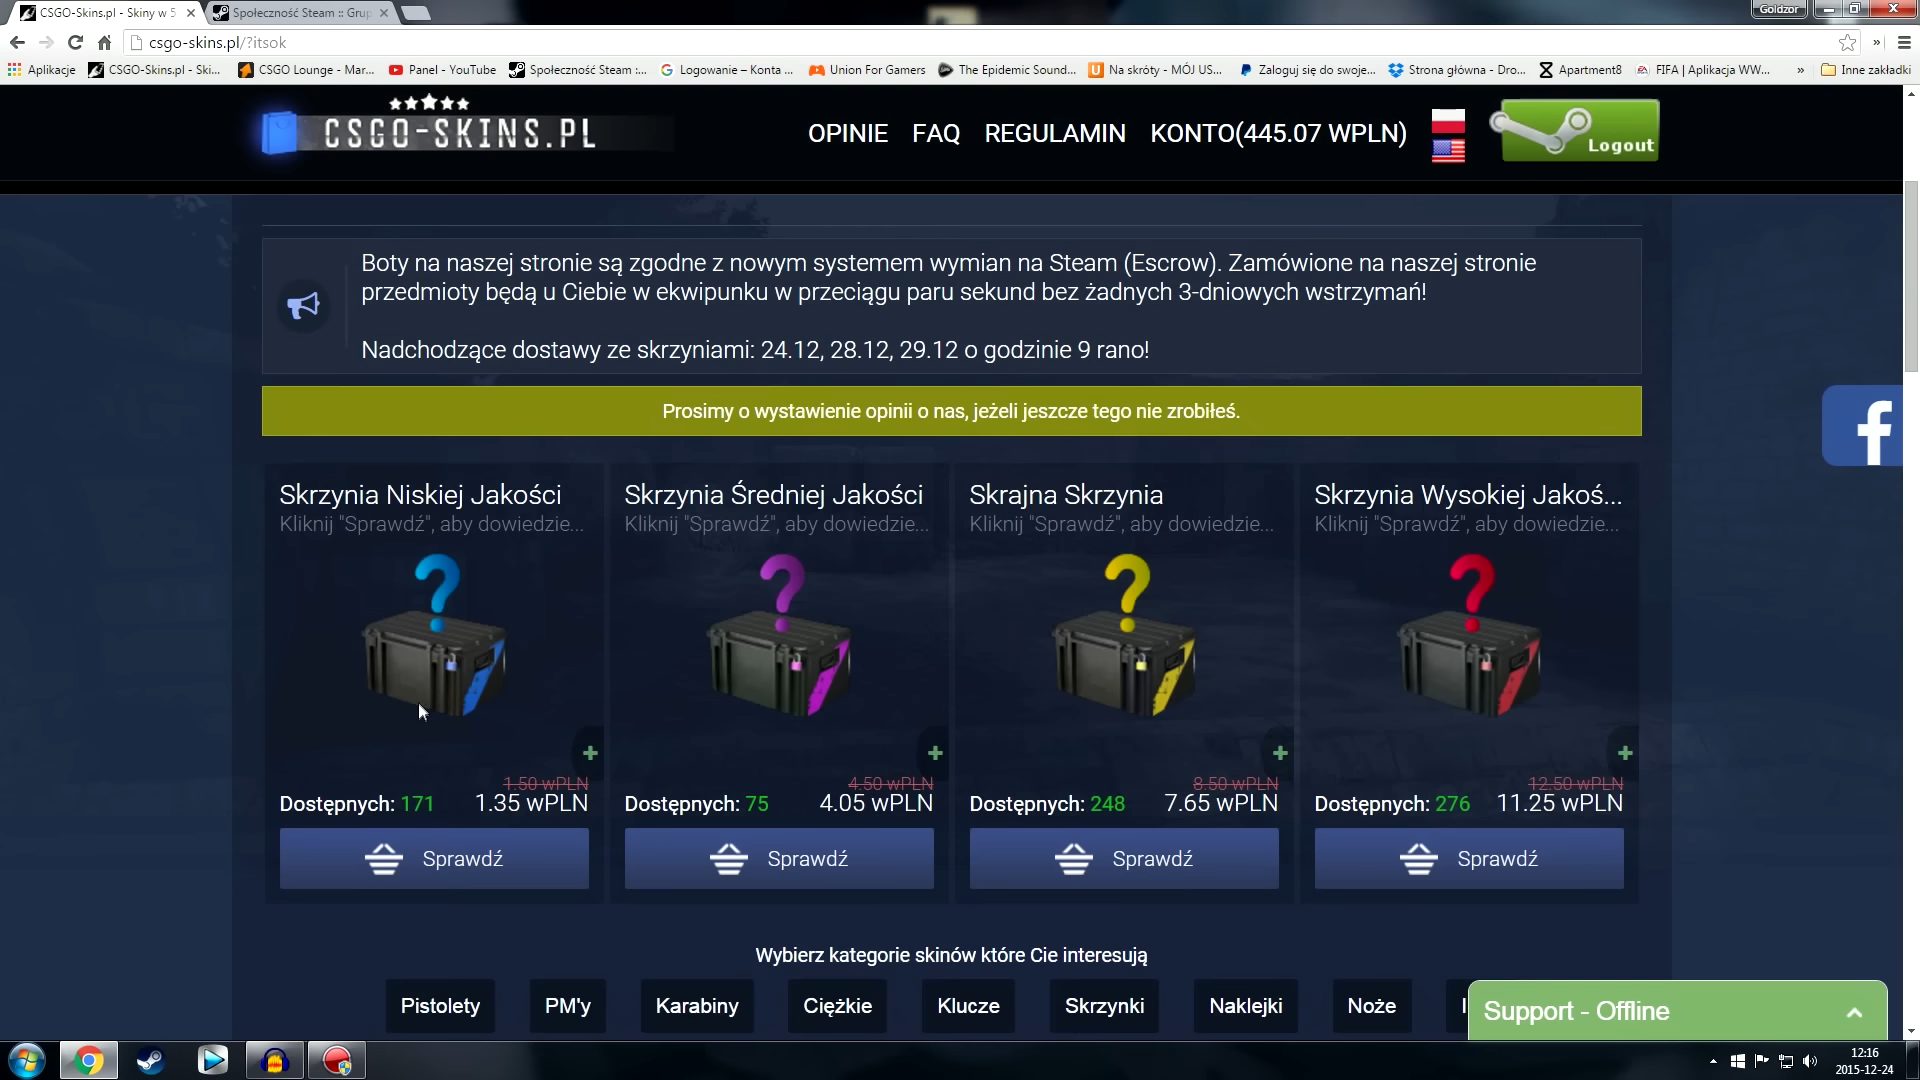 CSGO-Skins.pl - Skiny w 5
Społeczność Steam :: Grup
Goldzor
csgo-skins.pl/?itsok
Aplikacje
CSGO-Skins.pl - Ski...
CSGO Lounge - Mar...
Panel - YouTube
Społeczność Steam :...
Logowanie – Konta ...
Union For Gamers
The Epidemic Sound...
Na skróty - MÓJ US...
Zaloguj się do swoje...
Strona główna - Dro...
Apartment8
FIFA | Aplikacja WW...
»
Inne zakładki
CSGO-SKINS.PL
OPINIE
FAQ
REGULAMIN
KONTO(445.07 WPLN)
Logout
Boty na naszej stronie są zgodne z nowym systemem wymian na Steam (Escrow). Zamówione na naszej stronie
przedmioty będą u Ciebie w ekwipunku w przeciągu paru sekund bez żadnych 3-dniowych wstrzymań!
Nadchodzące dostawy ze skrzyniami: 24.12, 28.12, 29.12 o godzinie 9 rano!
Prosimy o wystawienie opinii o nas, jeżeli jeszcze tego nie zrobiłeś.
Skrzynia Niskiej Jakości
Kliknij "Sprawdź", aby dowiedzie...
1.50 wPLN
Dostępnych: 171
1.35 wPLN
Sprawdź
Skrzynia Średniej Jakości
Kliknij "Sprawdź", aby dowiedzie...
4.50 wPLN
Dostępnych: 75
4.05 wPLN
Sprawdź
Skrajna Skrzynia
Kliknij "Sprawdź", aby dowiedzie...
8.50 wPLN
Dostępnych: 248
7.65 wPLN
Sprawdź
Skrzynia Wysokiej Jakoś...
Kliknij "Sprawdź", aby dowiedzie...
12.50 wPLN
Dostępnych: 276
11.25 wPLN
Sprawdź
Wybierz kategorie skinów które Cie interesują
Pistolety
PM'y
Karabiny
Ciężkie
Klucze
Skrzynki
Naklejki
Noże
Support - Offline
12:16
2015-12-24